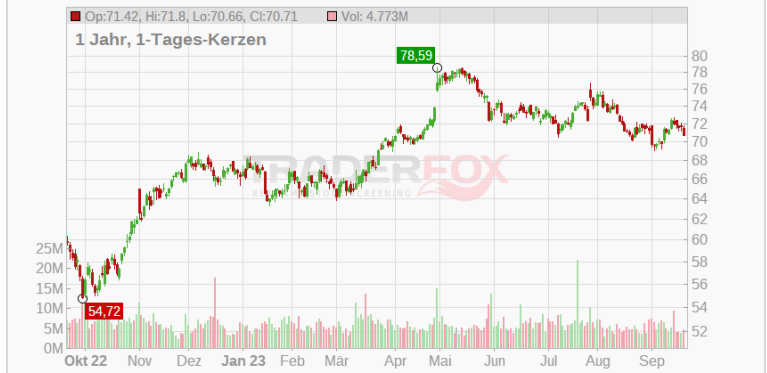 Op:71.42, Hi:71.8, Lo:70.66, Cl:70.71 Vol: 4.773M
1 Jahr, 1-Tages-Kerzen
78,59
80
78
76
74
72
70
68
TRADERFOX
66
64
62
60
25M
58
20M
56
15M
54,72
10M
54
5M
52
0M
Okt 22 Nov Dez Jan 23 Feb Mär Apr Mai Jun Jul Aug Sep